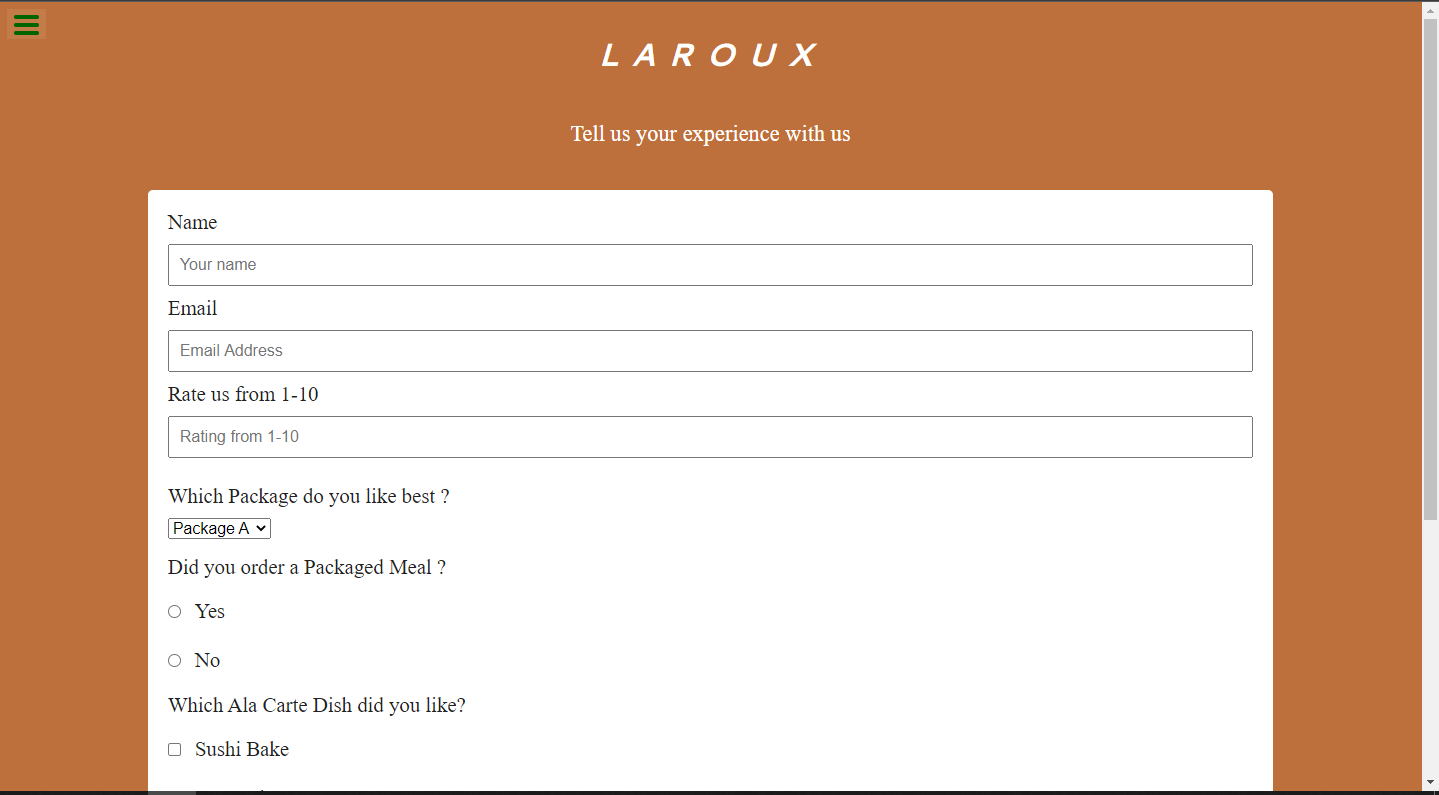 LAROUX
Tell us your experience with us
Name
Your name
Email
Email Address
Rate us from 1-10
Rating from 1-10
Which Package do you like best ?
Package A
Did you order a Packaged Meal ?
Yes
No
Which Ala Carte Dish did you like?
Sushi Bake